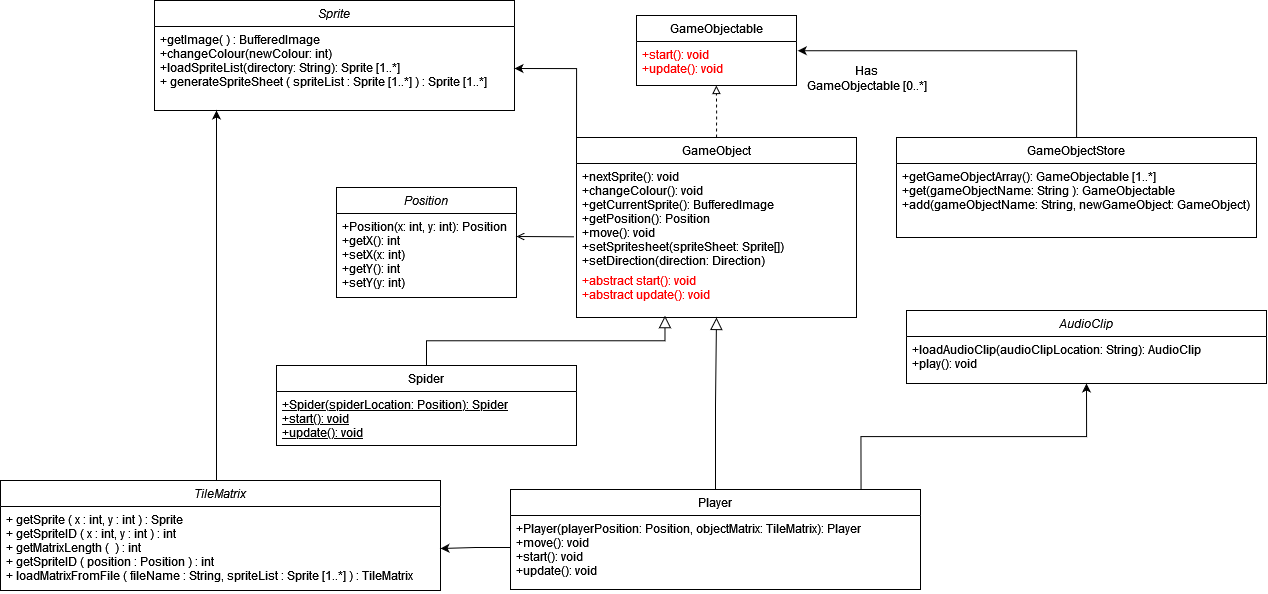 Sprite
+getImage( ) : BufferedImage
+changeColour(newColour: int)
+loadSpriteList(directory: String): Sprite [1..*]
+ generateSpriteSheet ( spriteList : Sprite [1..*] ) : Sprite [1..*]
GameObjectable
+start(): void
+update(): void
Has
GameObjectable [0..*]
GameObject
+nextSprite(): void
+changeColour(): void
+getCurrentSprite(): BufferedImage
+getPosition(): Position
+move(): void
+setSpritesheet(spriteSheet: Sprite[])
+setDirection(direction: Direction)
+abstract start(): void
+abstract update(): void
GameObjectStore
+getGameObjectArray(): GameObjectable [1..*]
+get(gameObjectName: String ): GameObjectable
+add(gameObjectName: String, newGameObject: GameObject)
Position
+Position(x: int, y: int): Position
+getX(): int
+setX(x: int)
+getY(): int
+setY(y: int)
AudioClip
+loadAudioClip(audioClipLocation: String): AudioClip
+play(): void
Spider
+Spider(spiderLocation: Position): Spider
+start(): void
+update(): void
TileMatrix
+ getSprite ( x : int, y : int ) : Sprite
+ getSpriteID ( x : int, y : int ) : int
+ getMatrixLength (  ) : int
+ getSpriteID ( position : Position ) : int
+ loadMatrixFromFile ( fileName : String, spriteList : Sprite [1..*] ) : TileMatrix
Player
+Player(playerPosition: Position, objectMatrix: TileMatrix): Player
+move(): void
+start(): void
+update(): void